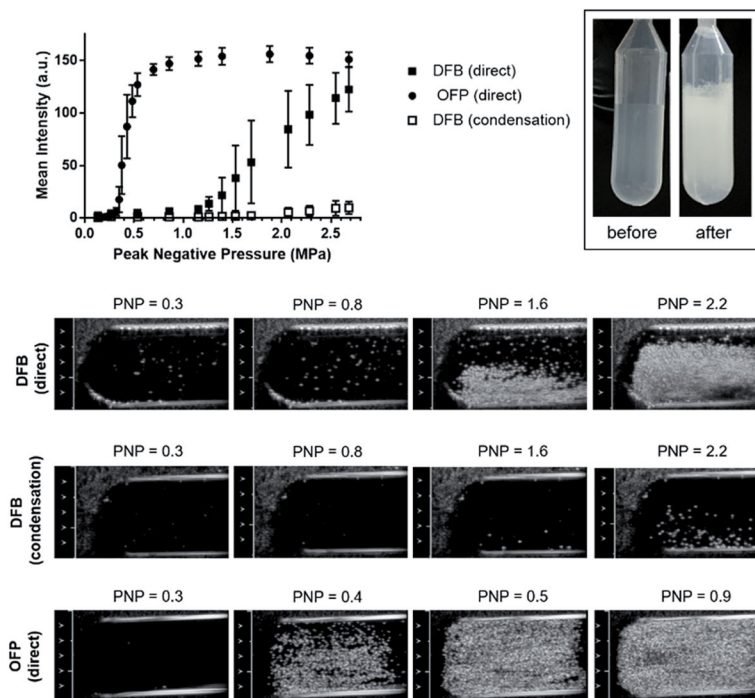 150
100
50
0
Mean Intensity (a.u.)
0.0 0.5 1.0 1.5 2.0 2.5
Peak Negative Pressure (MPa)
DFB (direct)
OFP (direct)
DFB (condensation)
before after
PNP = 0.3 PNP = 0.8 PNP = 1.6 PNP = 2.2
DFB
(direct)
PNP = 0.3 PNP = 0.8 PNP = 1.6 PNP = 2.2
DFB
(condensation)
PNP = 0.3 PNP = 0.4 PNP = 0.5 PNP = 0.9
OFP
(direct)